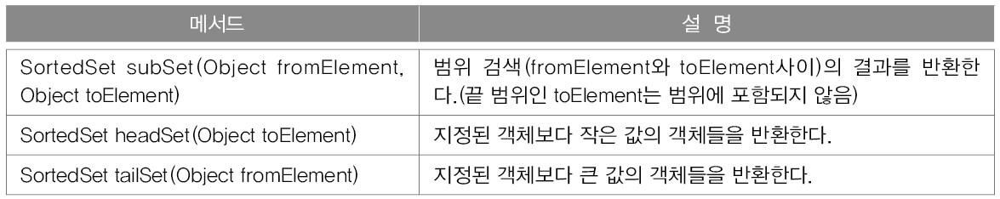 메서드
설 명
SortedSet subSet(Object fromElement,
Object toElement)
범위 검색(fromElement와 toElement사이)의 결과를 반환한
다.(끝 범위인 toElement는 범위에 포함되지 않음)
SortedSet headSet(Object toElement)
지정된 객체보다 작은 값의 객체들을 반환한다.
SortedSet tailSet(Object fromElement)
지정된 객체보다 큰 값의 객체들을 반환한다.